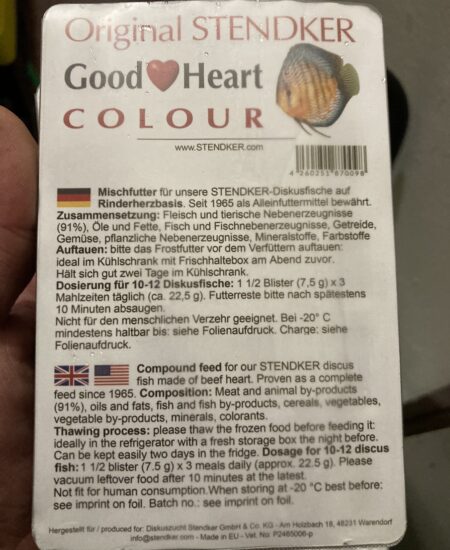 Original STENDKER
Good Heart
COLOUR
www.STENDKER.com
4 260251 870098
Mischfutter für unsere STENDKER-Diskusfische auf
Rinderherzbasis. Seit 1965 als Alleinfuttermittel bewährt.
Zusammensetzung: Fleisch und tierische Nebenerzeugnisse
(91%), Öle und Fette, Fisch und Fischnebenerzeugnisse, Getreide,
Gemüse, pflanzliche Nebenerzeugnisse, Mineralstoffe, Farbstoffe
Auftauen: bitte das Frostfutter vor dem Verfüttern auftauen:
ideal im Kühlschrank mit Frischhaltebox am Abend zuvor.
Hält sich gut zwei Tage im Kühlschrank.
Dosierung für 10-12 Diskusfische: 1 1/2 Blister (7,5 g) x 3
Mahlzeiten täglich (ca. 22,5 g). Futterreste bitte nach spätestens
10 Minuten absaugen.
Nicht für den menschlichen Verzehr geeignet. Bei -20° C
mindestens haltbar bis: siehe Folienaufdruck. Charge: siehe
Folienaufdruck.
Compound feed for our STENDKER discus
fish made of beef heart. Proven as a complete
feed since 1965. Composition: Meat and animal by-products
(91%), oils and fats, fish and fish by-products, cereals, vegetables,
vegetable by-products, minerals, colorants.
Thawing process: please thaw the frozen food before feeding it:
ideally in the refrigerator with a fresh storage box the night before.
Can be kept easily two days in the fridge. Dosage for 10-12 discus
fish: 1 1/2 blister (7.5 g) x 3 meals daily (approx. 22.5 g). Please
vacuum leftover food after 10 minutes at the latest.
Not fit for human consumption.When storing at -20 °C best before:
see imprint on foil. Batch no.: see imprint on foil.
Hergestellt für / produced for: Diskuszucht Stendker GmbH & Co. KG - Am Holzbach 18, 48231 Warendorf
info@stendker.com - Made in EU - Vet. No: P2465006-p